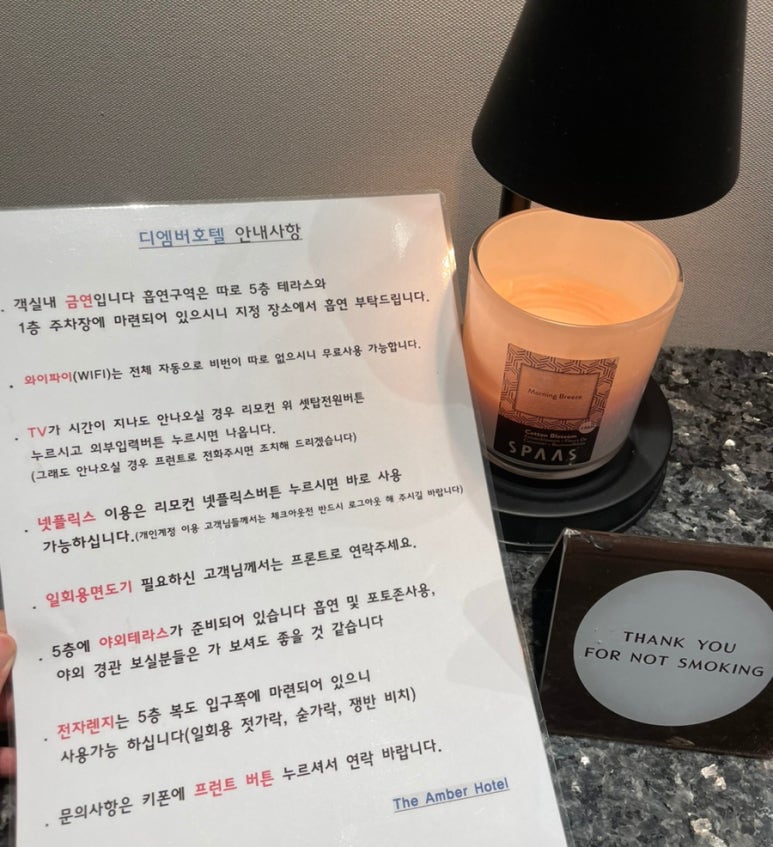 디엠버호텔 안내사항
. 객실내 금연입니다 흡연구역은 따로 5층 테라스와
1층 주차장에 마련되어 있으시니 지정 장소에서 흡연 부탁드립니다.
. 와이파이(WIFI)는 전체 자동으로 비번이 따로 없으시니 무료사용 가능합니다.
. TV가 시간이 지나도 안나오실 경우 리모컨 위 셋탑전원버튼
누르시고 외부입력버튼 누르시면 나옵니다.
(그래도 안나오실 경우 프런트로 전화주시면 조치해 드리겠습니다)
. 넷플릭스 이용은 리모컨 넷플릭스버튼 누르시면 바로 사용
가능하십니다.(개인계정 이용 고객님들께서는 체크아웃전 반드시 로그아웃 해 주시길 바랍니다)
. 일회용면도기 필요하신 고객님께서는 프론트로 연락주세요.
. 5층에 야외테라스가 준비되어 있습니다 흡연 및 포토존사용,
야외 경관 보실분들은 가 보셔도 좋을 것 같습니다
. 전자렌지는 5층 복도 입구쪽에 마련되어 있으니
사용가능 하십니다(일회용 젓가락, 숟가락, 쟁반 비치)
. 문의사항은 키폰에 프런트 버튼 누르셔서 연락 바랍니다.
The Amber Hotel
Morning Breeze
Cotton Blossom
SPAAS
THANK YOU
FOR NOT SMOKING